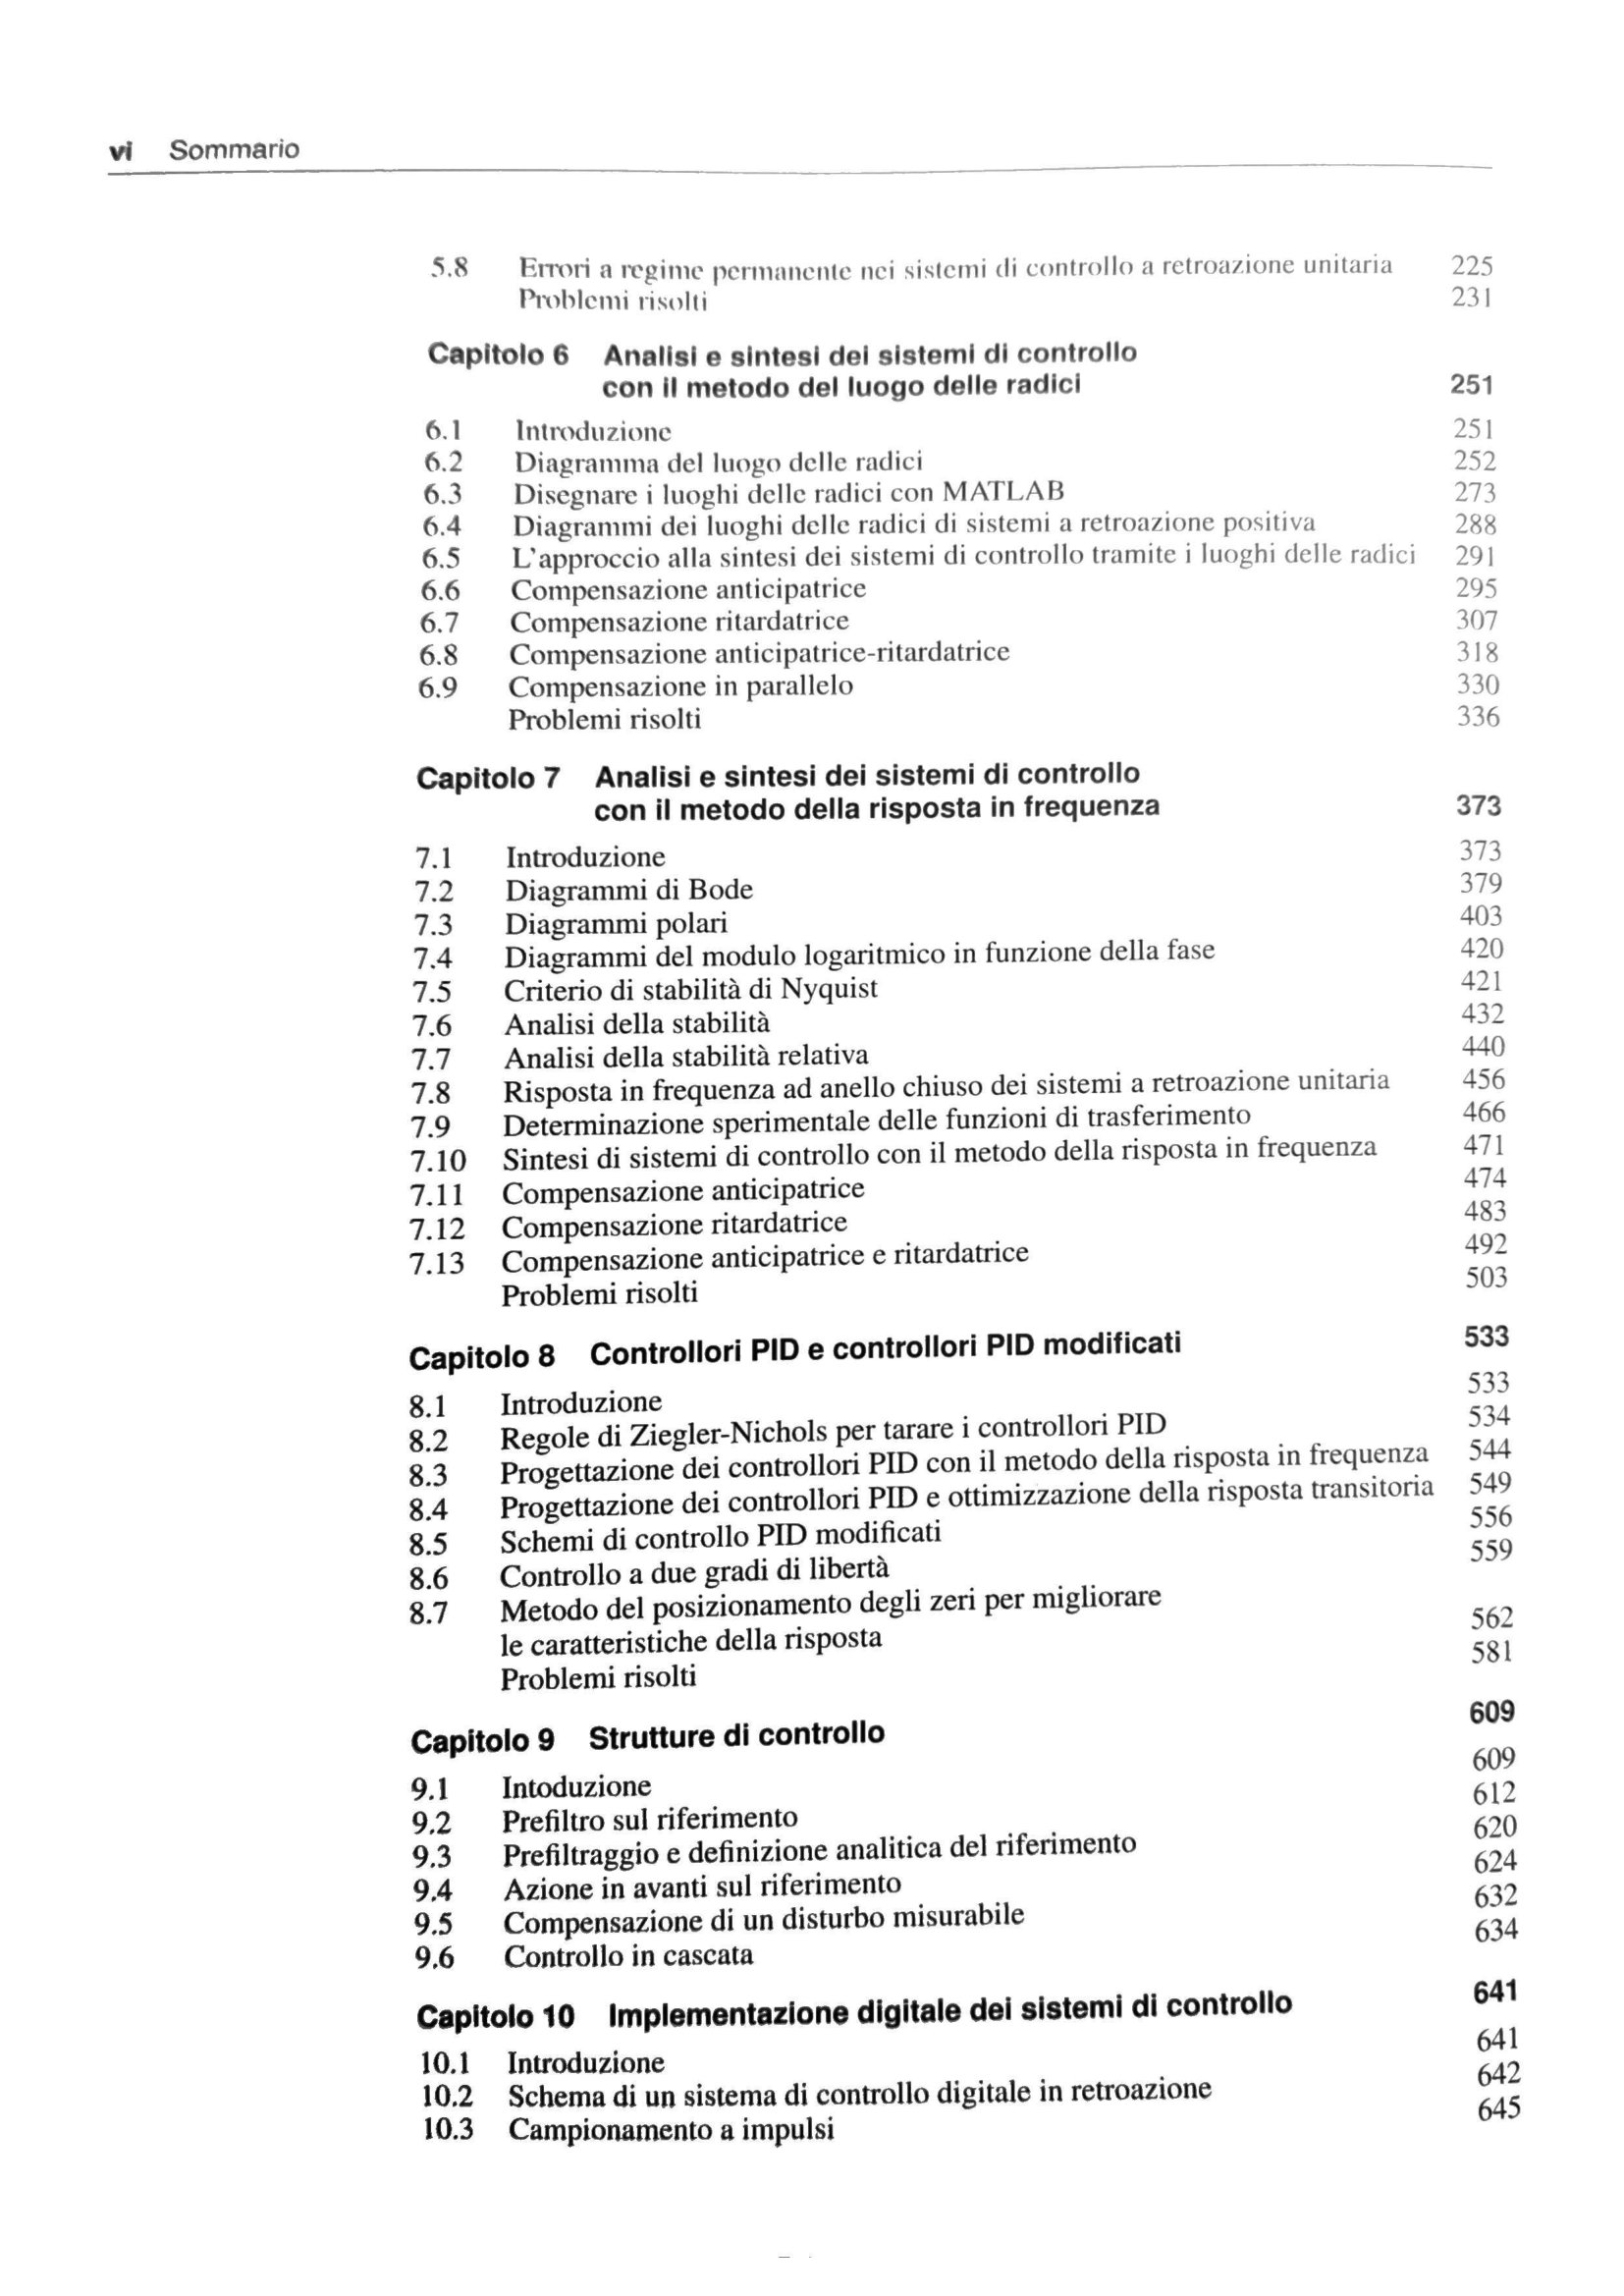 vi Sommario
5.8 Errori a regime permanente nei sistemi di controllo a retroazione unitaria 225
Problemi risolti 231
Capitolo 6 Analisi e sintesi dei sistemi di controllo
con il metodo del luogo delle radici 251
6.1 Introduzione 251
6.2 Diagramma del luogo delle radici 252
6.3 Disegnare i luoghi delle radici con MATLAB 273
6.4 Diagrammi dei luoghi delle radici di sistemi a retroazione positiva 288
6.5 L'approccio alla sintesi dei sistemi di controllo tramite i luoghi delle radici 291
6.6 Compensazione anticipatrice 295
6.7 Compensazione ritardatrice 307
6.8 Compensazione anticipatrice-ritardatrice 318
6.9 Compensazione in parallelo 330
Problemi risolti 336
Capitolo 7 Analisi e sintesi dei sistemi di controllo
con il metodo della risposta in frequenza 373
7.1 Introduzione 373
7.2 Diagrammi di Bode 379
7.3 Diagrammi polari 403
7.4 Diagrammi del modulo logaritmico in funzione della fase 420
7.5 Criterio di stabilità di Nyquist 421
7.6 Analisi della stabilità 432
7.7 Analisi della stabilità relativa 440
7.8 Risposta in frequenza ad anello chiuso dei sistemi a retroazione unitaria 456
7.9 Determinazione sperimentale delle funzioni di trasferimento 466
7.10 Sintesi di sistemi di controllo con il metodo della risposta in frequenza 471
7.11 Compensazione anticipatrice 474
7.12 Compensazione ritardatrice 483
7.13 Compensazione anticipatrice e ritardatrice 492
Problemi risolti 503
Capitolo 8 Controllori PID e controllori PID modificati 533
8.1 Introduzione 533
8.2 Regole di Ziegler-Nichols per tarare i controllori PID 534
8.3 Progettazione dei controllori PID con il metodo della risposta in frequenza 544
8.4 Progettazione dei controllori PID e ottimizzazione della risposta transitoria 549
8.5 Schemi di controllo PID modificati 556
8.6 Controllo a due gradi di libertà 559
8.7 Metodo del posizionamento degli zeri per migliorare
le caratteristiche della risposta 562
Problemi risolti 581
Capitolo 9 Strutture di controllo 609
9.1 Intoduzione 609
9.2 Prefiltro sul riferimento 612
9.3 Prefiltraggio e definizione analitica del riferimento 620
9.4 Azione in avanti sul riferimento 624
9.5 Compensazione di un disturbo misurabile 632
9.6 Controllo in cascata 634
Capitolo 10 Implementazione digitale dei sistemi di controllo 641
10.1 Introduzione 641
10.2 Schema di un sistema di controllo digitale in retroazione 642
10.3 Campionamento a impulsi 645